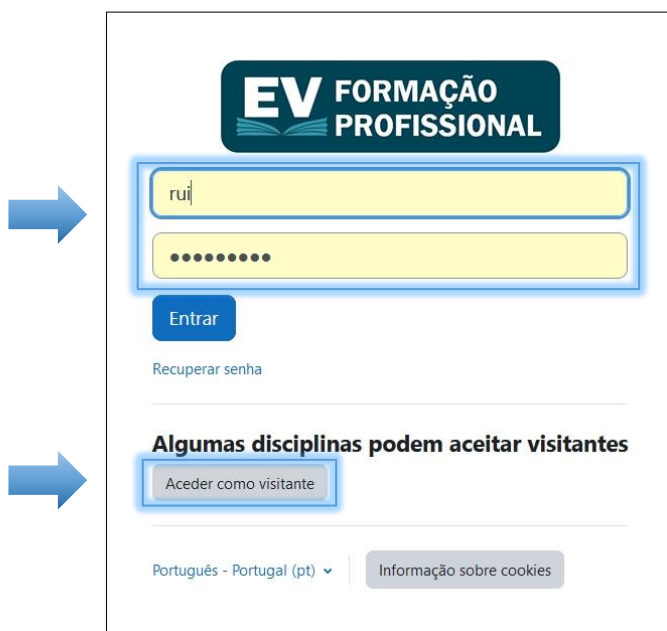 EV FORMAÇÃO
PROFISSIONAL
rui
•••••••••
Entrar
Recuperar senha
Algumas disciplinas podem aceitar visitantes
Aceder como visitante
Português - Portugal (pt)
Informação sobre cookies